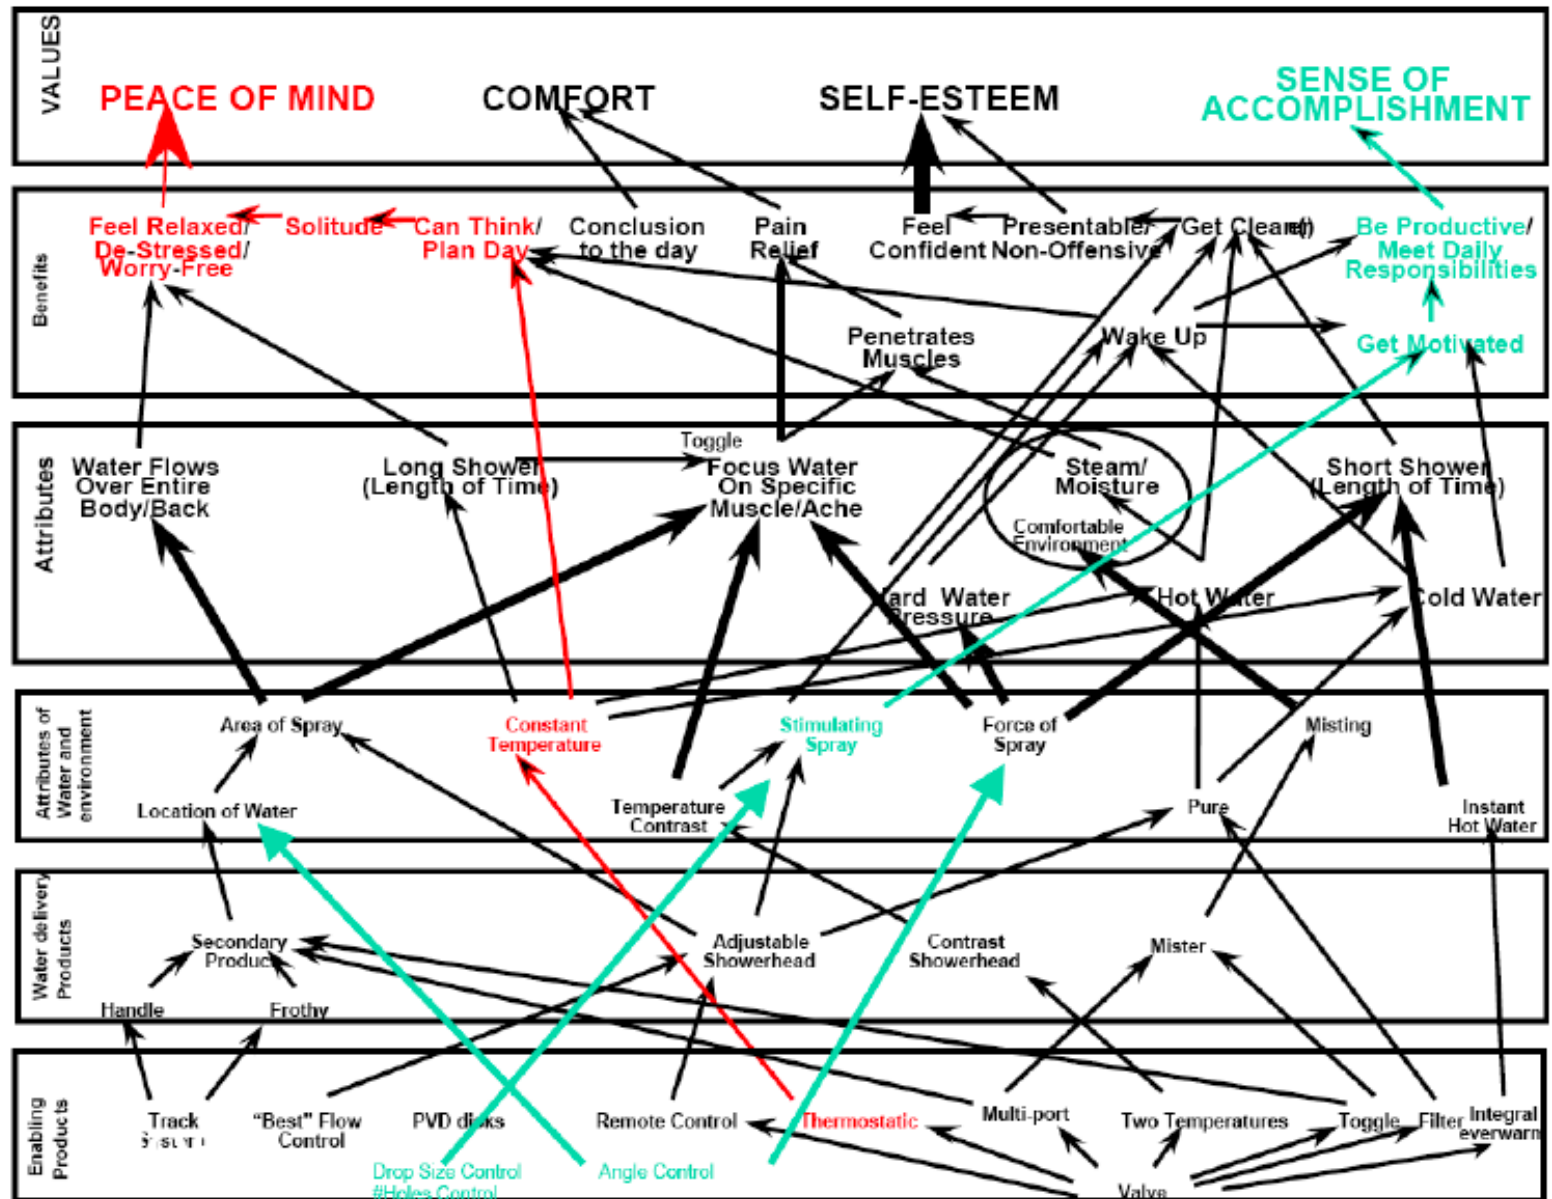 VALUES
PEACE OF MIND
COMFORT
SELF-ESTEEM
SENSE OF
ACCOMPLISHMENT
Benefits
Feel Relaxed/
De-Stressed/
Worry-Free
Solitude
Can Think/
Plan Day
Conclusion
to the day
Pain
Relief
Feel
Confident
Presentable/
Non-Offensive
Get Clean
Be Productive/
Meet Daily
Responsibilities
Penetrates
Muscles
Wake Up
Get Motivated
Attributes
Water Flows
Over Entire
Body/Back
Long Shower
(Length of Time)
Toggle
Focus Water
On Specific
Muscle/Ache
Steam/
Moisture
Comfortable
Environment
Short Shower
(Length of Time)
Water
Pressure
Hot Water
Cold Water
Attributes of
Water and
environment
Area of Spray
Constant
Temperature
Stimulating
Spray
Force of
Spray
Misting
Location of Water
Temperature
Contrast
Pure
Instant
Hot Water
Water delivery
Products
Secondary
Product
Adjustable
Showerhead
Contrast
Showerhead
Mister
Handle
Frothy
Enabling
Products
Track
"Best" Flow
Control
PVD disks
Remote Control
Thermostatic
Multi-port
Two Temperatures
Toggle
Filter
Integral
everwarm
Drop Size Control
#Holes Control
Angle Control
Valve